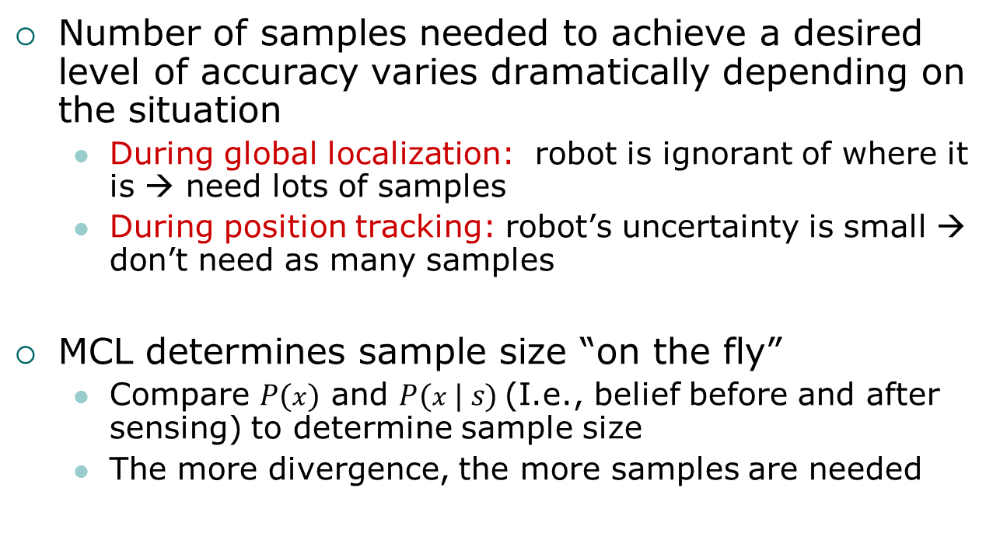 Number of samples needed to achieve a desired
level of accuracy varies dramatically depending on
the situation
During global localization: robot is ignorant of where it
is → need lots of samples
During position tracking: robot’s uncertainty is small →
don’t need as many samples
MCL determines sample size “on the fly”
Compare P(x) and P(x | s) (I.e., belief before and after
sensing) to determine sample size
The more divergence, the more samples are needed